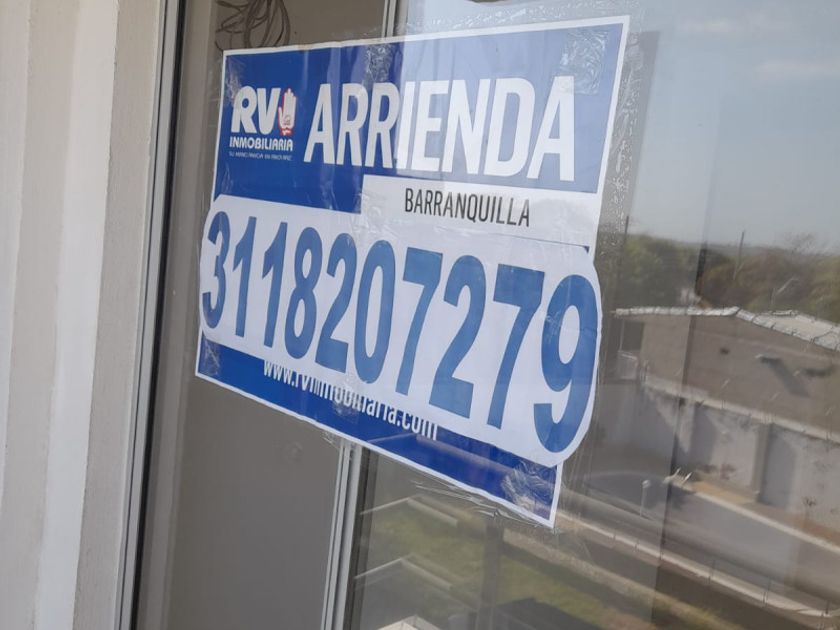 RV
INMOBILIARIA
ARRIENDA
BARRANQUILLA
3118207279
www.rvinmobiliaria.com